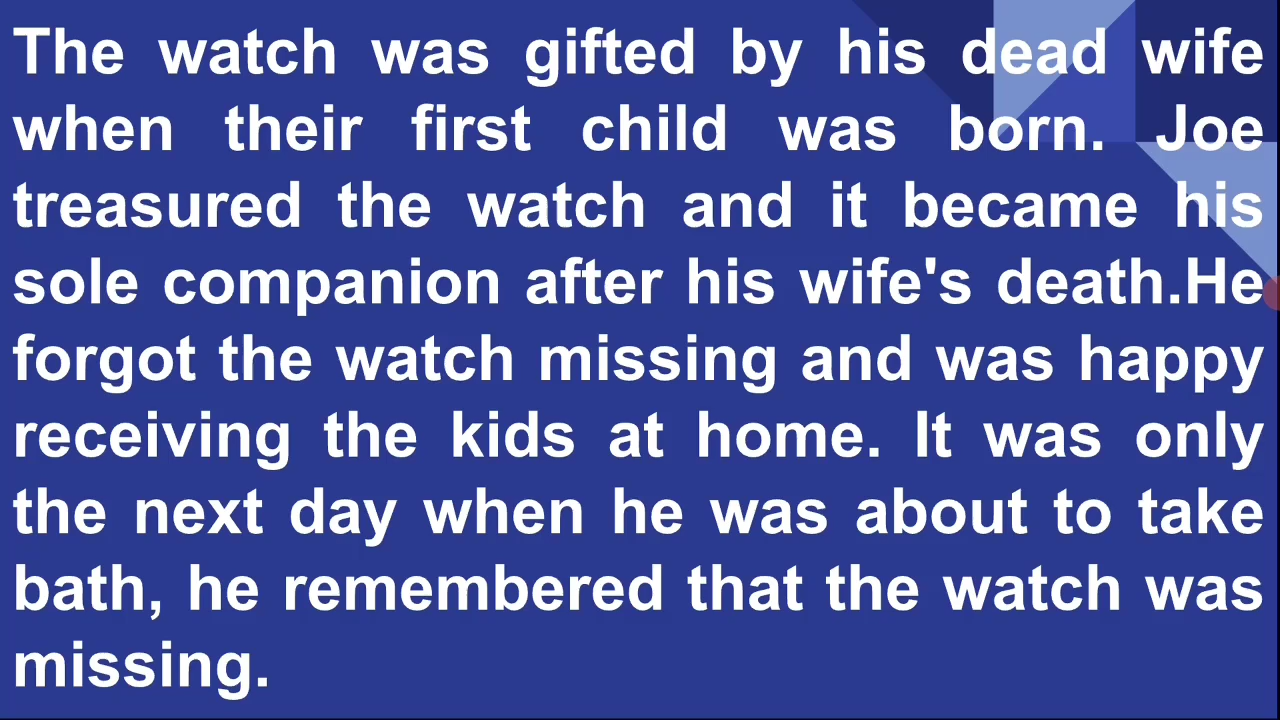 The watch was gifted by his dead wife
when their first child was born. Joe
treasured the watch and it became his
sole companion after his wife's death.He
forgot the watch missing and was happy
receiving the kids at home. It was only
the next day when he was about to take
bath, he remembered that the watch was
missing.